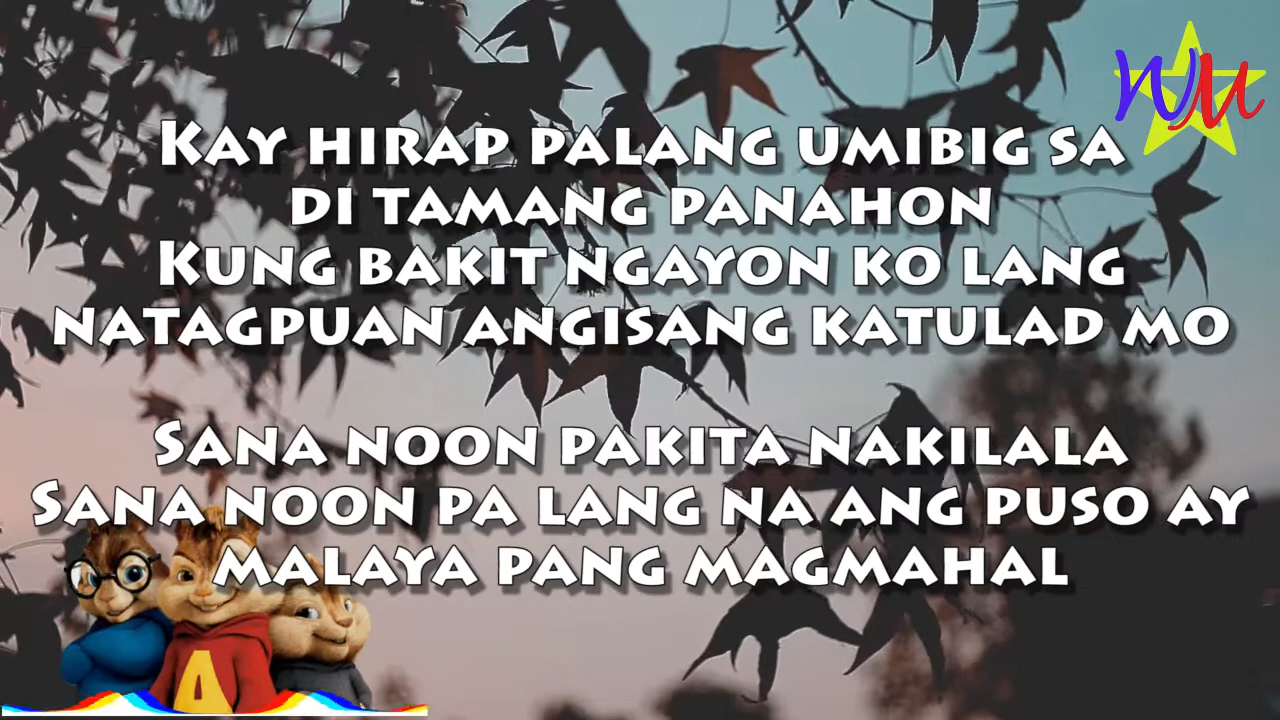 WM
Kay hirap palang umibig sa
di tamang panahon
Kung bakit ngayon ko lang
natagpuan angisang katulad mo
Sana noon pakita nakilala
Sana noon pa lang na ang puso ay
malaya pang magmahal
A